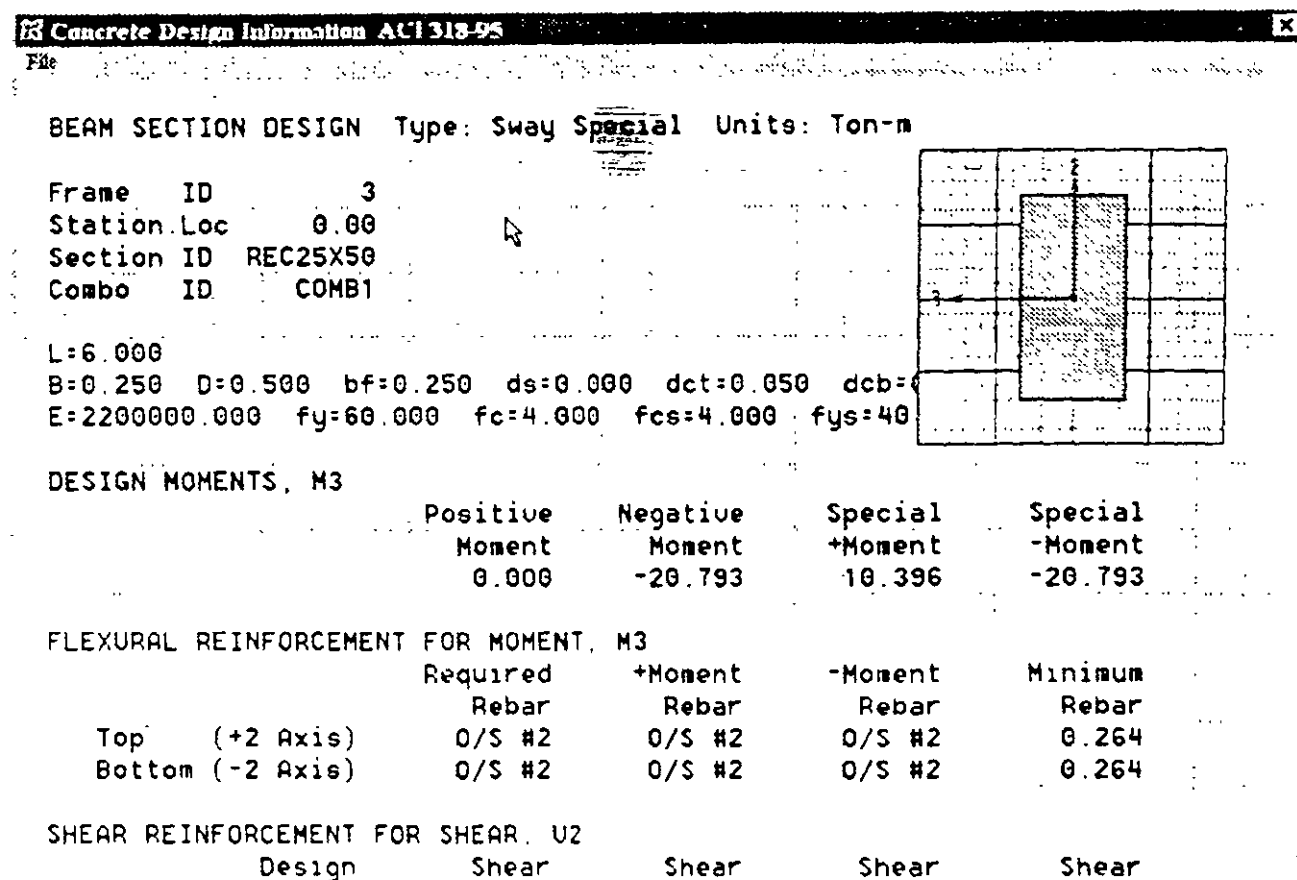 Concrete Design Information ACI 318-95
File
BEAM SECTION DESIGN Type: Sway Special Units: Ton-m
Frame ID 3
Station Loc 0.00
Section ID REC25X50
Combo ID COMB1
2
3
L=6.000
B=0.250 D=0.500 bf=0.250 ds=0.000 dct=0.050 dcb=
E=2200000.000 fy=60.000 fc=4.000 fcs=4.000 fys=40
DESIGN MOMENTS, M3
Positive Negative Special Special
Moment Moment +Moment -Moment
0.000 -20.793 10.396 -20.793
FLEXURAL REINFORCEMENT FOR MOMENT, M3
Required +Moment -Moment Minimum
Rebar Rebar Rebar Rebar
Top (+2 Axis) O/S #2 O/S #2 O/S #2 0.264
Bottom (-2 Axis) O/S #2 O/S #2 O/S #2 0.264
SHEAR REINFORCEMENT FOR SHEAR, V2
Design Shear Shear Shear Shear